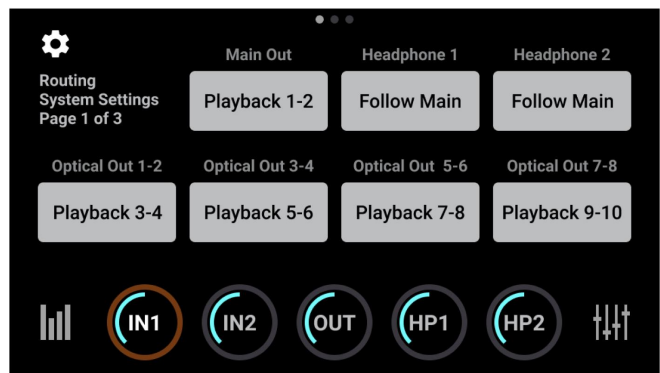 Main Out Headphone 1 Headphone 2
Routing
System Settings
Page 1 of 3
Playback 1-2 Follow Main Follow Main
Optical Out 1-2 Optical Out 3-4 Optical Out 5-6 Optical Out 7-8
Playback 3-4 Playback 5-6 Playback 7-8 Playback 9-10
IN1 IN2 OUT HP1 HP2